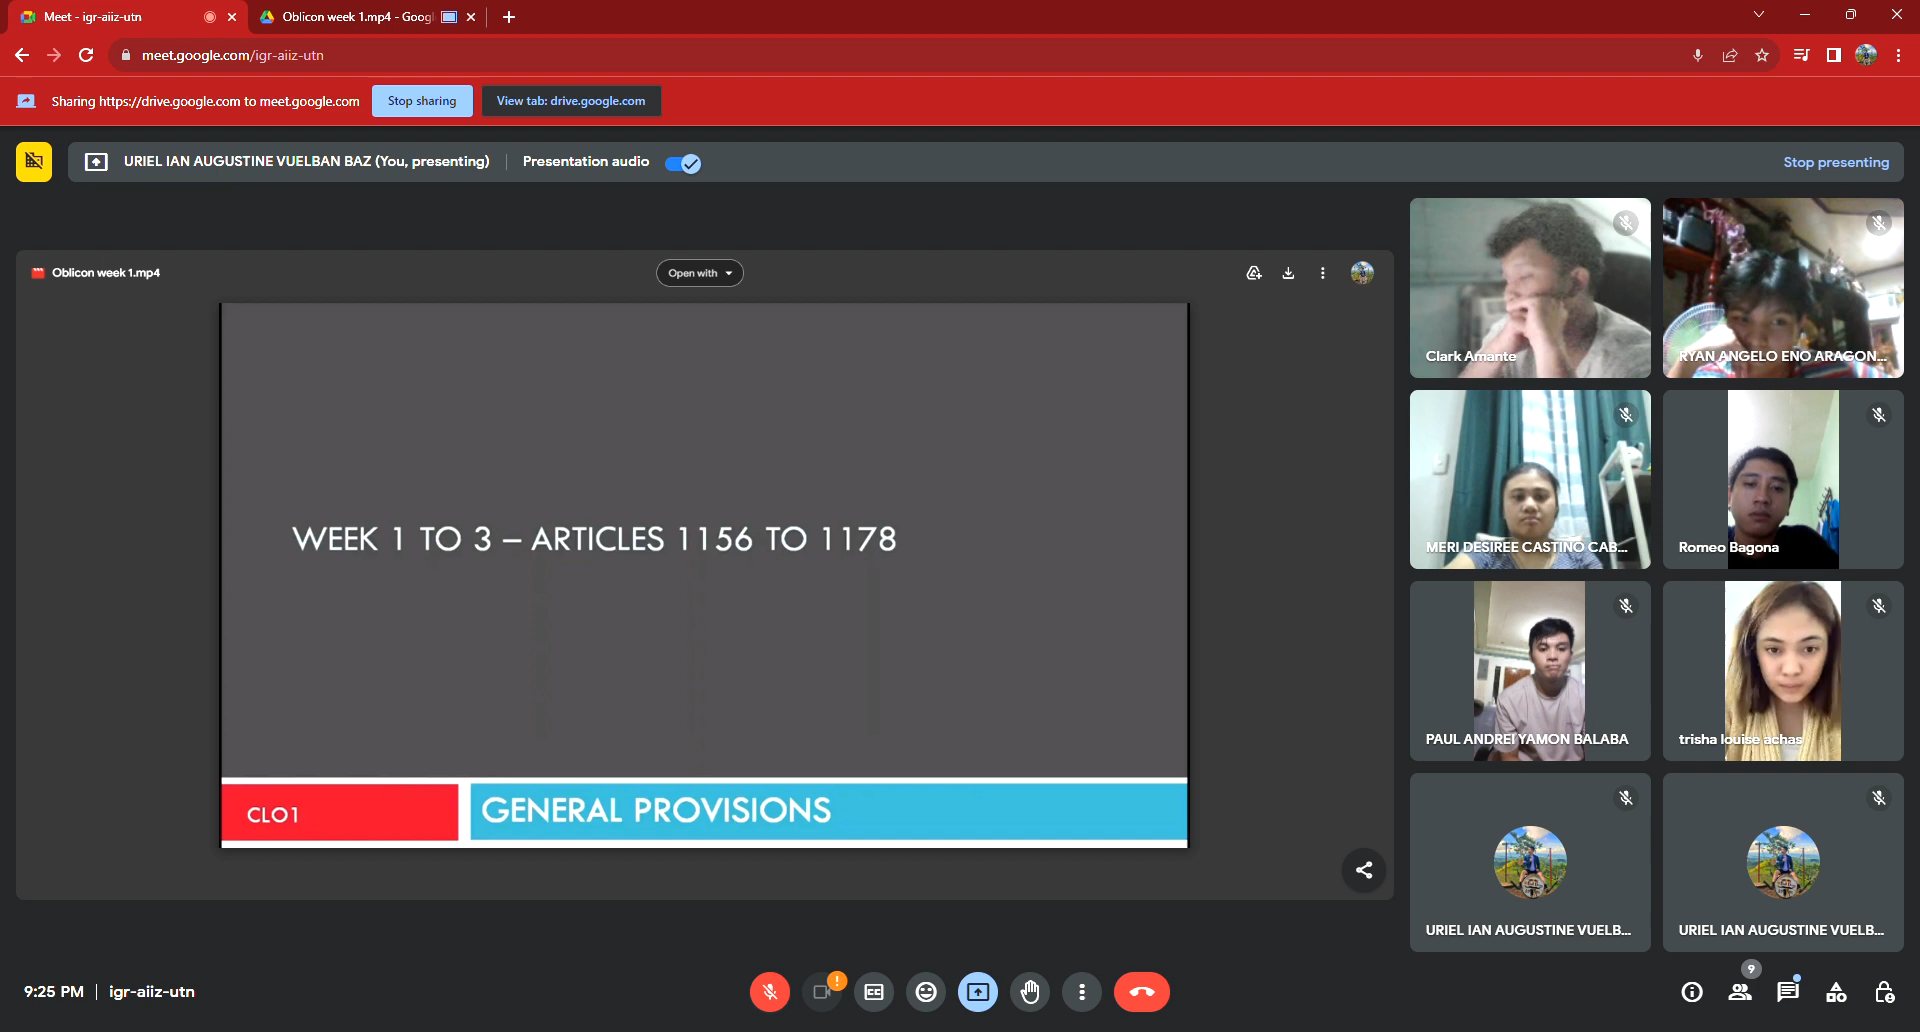 Meet - igr-aiiz-utn
Oblicon week 1.mp4 - Googl
meet.google.com/igr-aiiz-utn
Sharing https://drive.google.com to meet.google.com
Stop sharing
View tab: drive.google.com
URIEL IAN AUGUSTINE VUELBAN BAZ (You, presenting)
Presentation audio
Stop presenting
Oblicon week 1.mp4
Open with
WEEK 1 TO 3 – ARTICLES 1156 TO 1178
CLO1
GENERAL PROVISIONS
Clark Amante
RYAN ANGELO ENO ARAGON...
MERI DESIREE CASTINO CAB...
Romeo Bagona
PAUL ANDREI YAMON BALABA
trisha louise achas
URIEL IAN AUGUSTINE VUELB...
URIEL IAN AUGUSTINE VUELB...
9:25 PM | igr-aiiz-utn
CC
9